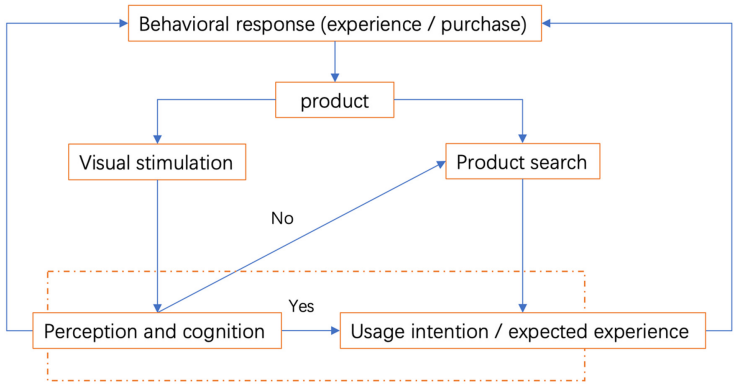 Behavioral response (experience / purchase)
product
Visual stimulation
Product search
No
Yes
Perception and cognition
Usage intention / expected experience